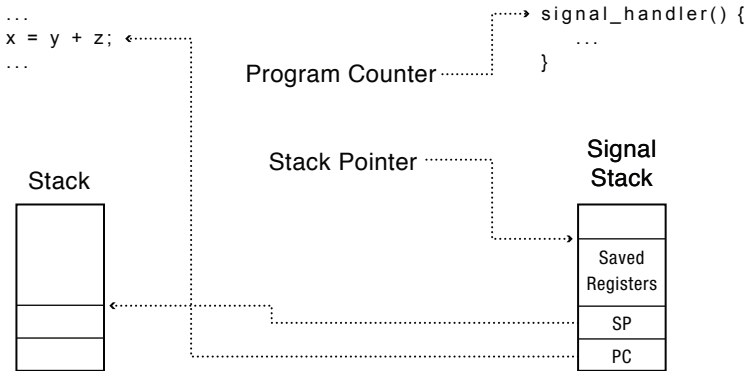 ...
x = y + z;
...
signal_handler() {
...
}
Program Counter
Stack Pointer
Stack
Signal
Stack
Saved
Registers
SP
PC